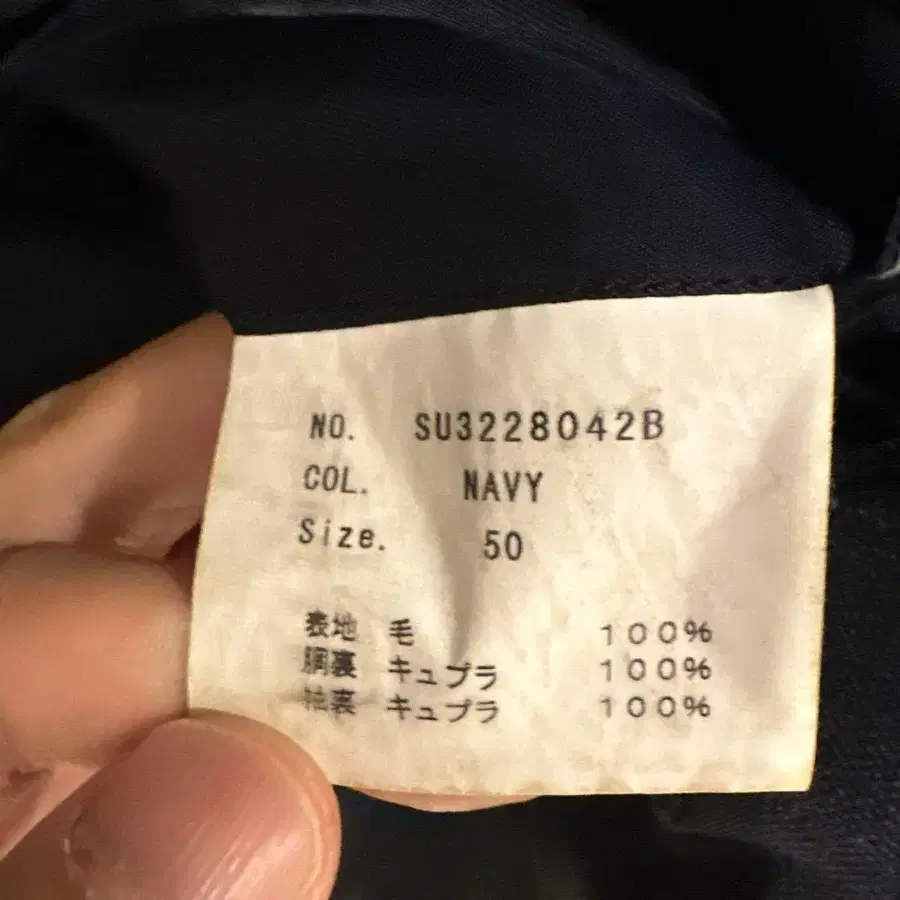 NO. SU3228042B
COL. NAVY
Size. 50
表地 毛 100%
胴裏 キュプラ 100%
袖裏 キュプラ 100%